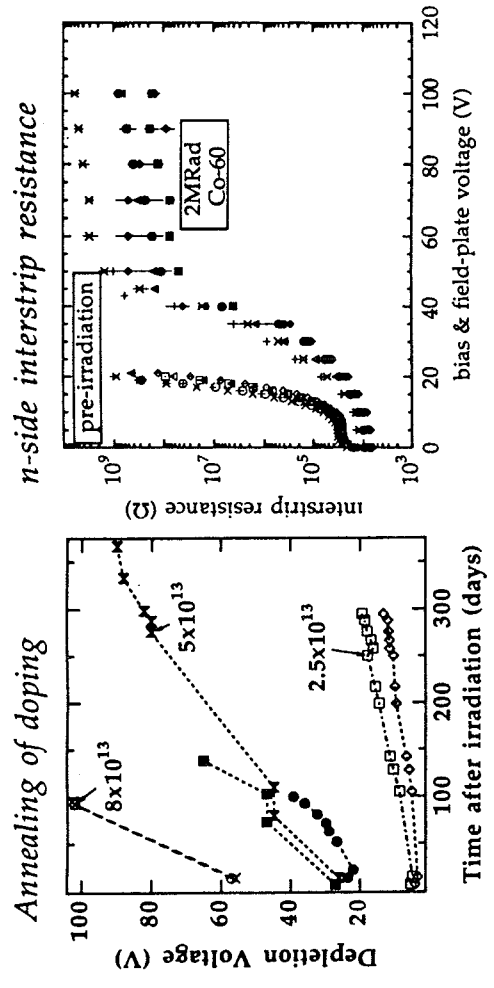 Annealing of doping
Depletion Voltage (V)
100
80
60
40
20
8x10^13
5x10^13
2.5x10^13
100
200
300
Time after irradiation (days)
n-side interstrip resistance
interstrip resistance (Ω)
10^9
10^7
10^5
10^3
pre-irradiation
2MRad
Co-60
0
20
40
60
80
100
120
bias & field-plate voltage (V)